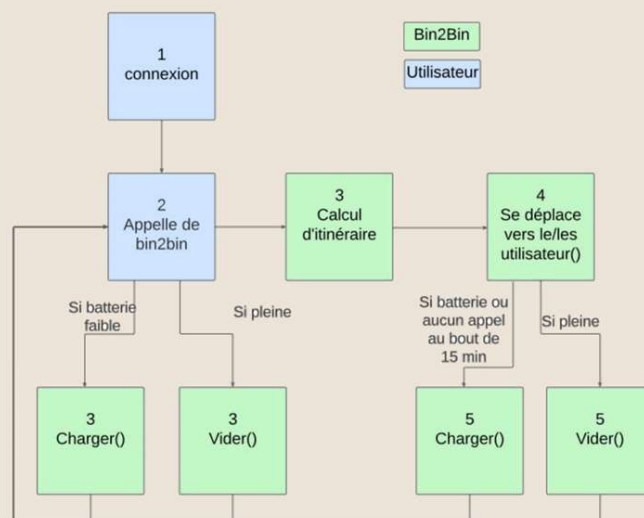 1
connexion
Bin2Bin
Utilisateur
2
Appelle de
bin2bin
3
Calcul
d'itinéraire
4
Se déplace
vers le/les
utilisateur()
Si batterie
faible
Si pleine
Si batterie ou
aucun appel
au bout de
15 min
Si pleine
3
Charger()
3
Vider()
5
Charger()
5
Vider()